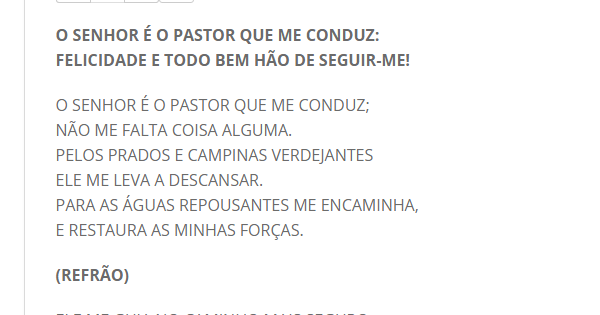 O SENHOR É O PASTOR QUE ME CONDUZ:
FELICIDADE E TODO BEM HÃO DE SEGUIR-ME!
O SENHOR É O PASTOR QUE ME CONDUZ;
NÃO ME FALTA COISA ALGUMA.
PELOS PRADOS E CAMPINAS VERDEJANTES
ELE ME LEVA A DESCANSAR.
PARA AS ÁGUAS REPOUSANTES ME ENCAMINHA,
E RESTAURA AS MINHAS FORÇAS.
(REFRÃO)